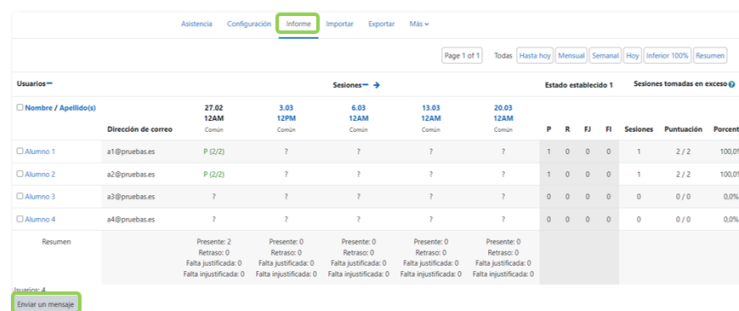 Asistencia Configuración Informe Importar Exportar Más
Page 1 of 1 Todas Hasta hoy Mensual Semanal Hoy Inferior 100% Resumen
Usuarios Sesiones Estado establecido 1 Sesiones tomadas en exceso
Nombre / Apellido(s) 27.02 3.03 6.03 13.03 20.03
12AM 12PM 12AM 12AM 12AM
Dirección de correo Común Común Común Común Común P R FJ FI Sesiones Puntuación Porcent
Alumno 1 a1@pruebas.es P (2/2) ? ? ? ? 1 0 0 0 1 2 / 2 100,0%
Alumno 2 a2@pruebas.es P (2/2) ? ? ? ? 1 0 0 0 1 2 / 2 100,0%
Alumno 3 a3@pruebas.es ? ? ? ? ? 0 0 0 0 0 0 / 0 0,0%
Alumno 4 a4@pruebas.es ? ? ? ? ? 0 0 0 0 0 0 / 0 0,0%
Resumen Presente: 2 Presente: 0 Presente: 0 Presente: 0 Presente: 0
Retraso: 0 Retraso: 0 Retraso: 0 Retraso: 0 Retraso: 0
Falta justificada: 0 Falta justificada: 0 Falta justificada: 0 Falta justificada: 0 Falta justificada: 0
Falta injustificada: 0 Falta injustificada: 0 Falta injustificada: 0 Falta injustificada: 0 Falta injustificada: 0
Usuarios: 4
Enviar un mensaje